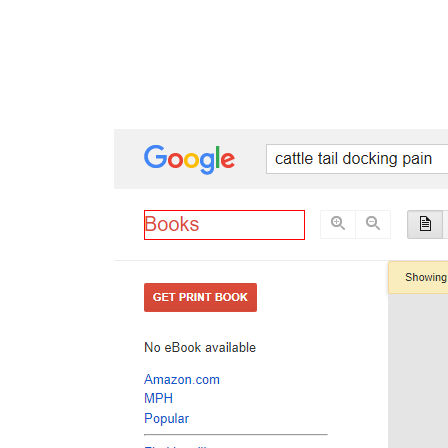 Google
cattle tail docking pain
Books
Showing
GET PRINT BOOK
No eBook available
Amazon.com
MPH
Popular